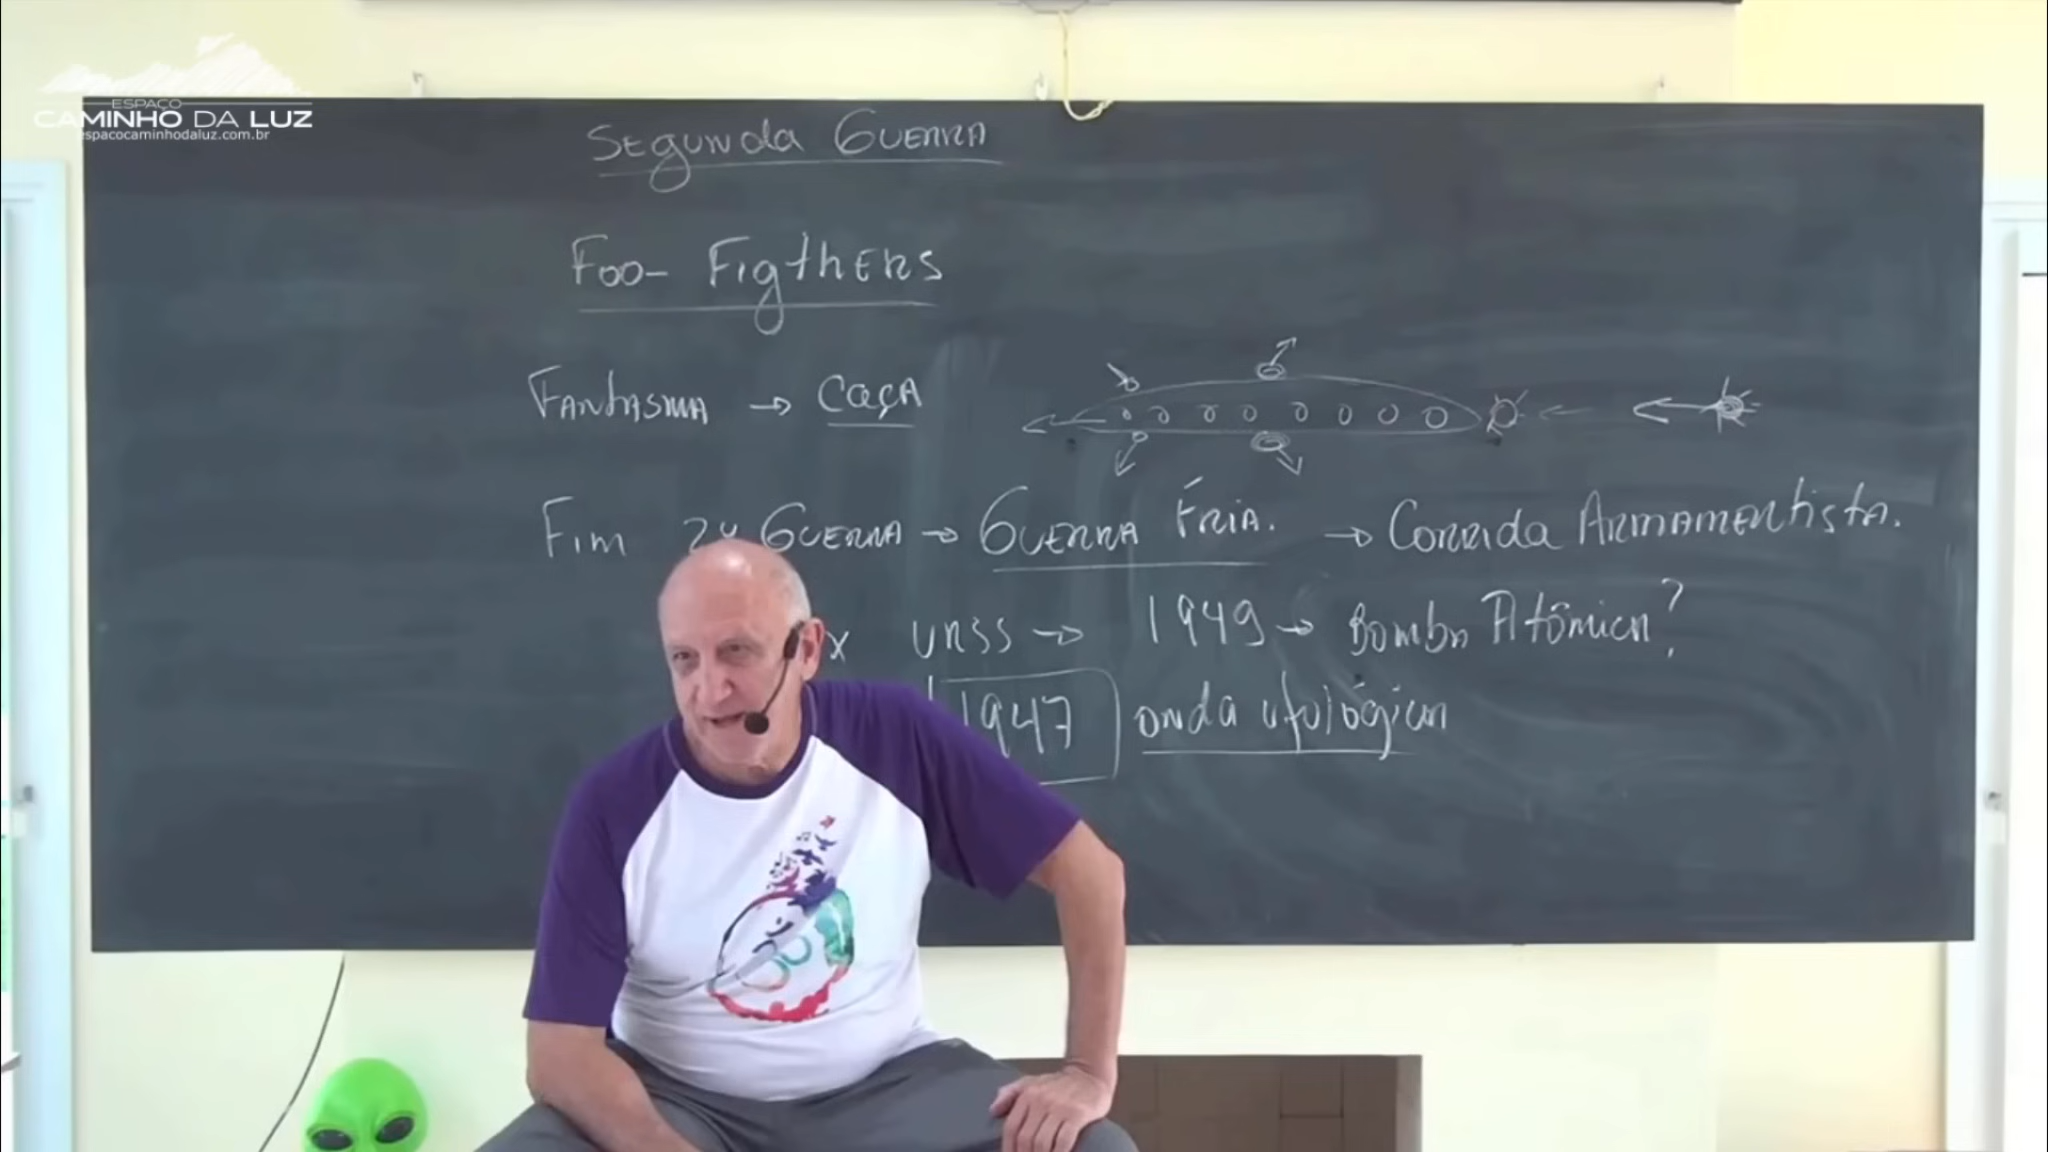 ESPAÇO
CAMINHO DA LUZ
espacocaminhodaluz.com.br
Segunda Guerra
Foo- Figthers
Fantasma → Caça
Fim 2ª Guerra → Guerra Fria. → Corrida Armamentista.
x URSS → 1949 → Bomba Atômica?
1947 onda ufológica